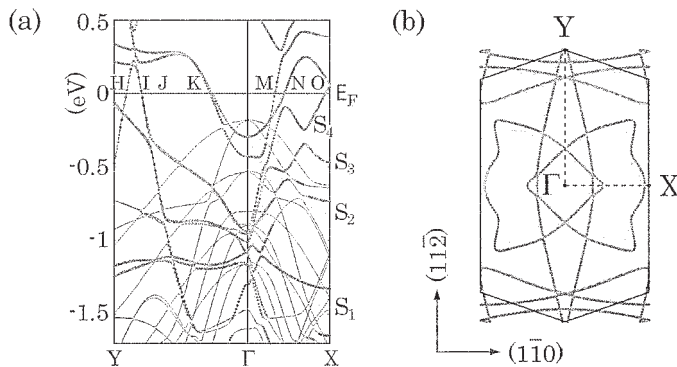 (a)
0.5
0
-0.5
-1
-1.5
(eV)
H I J K M N O
E_F
S_4
S_3
S_2
S_1
Y Γ X
(b)
Y
Γ X
(11̄2̄)
(11̄0)